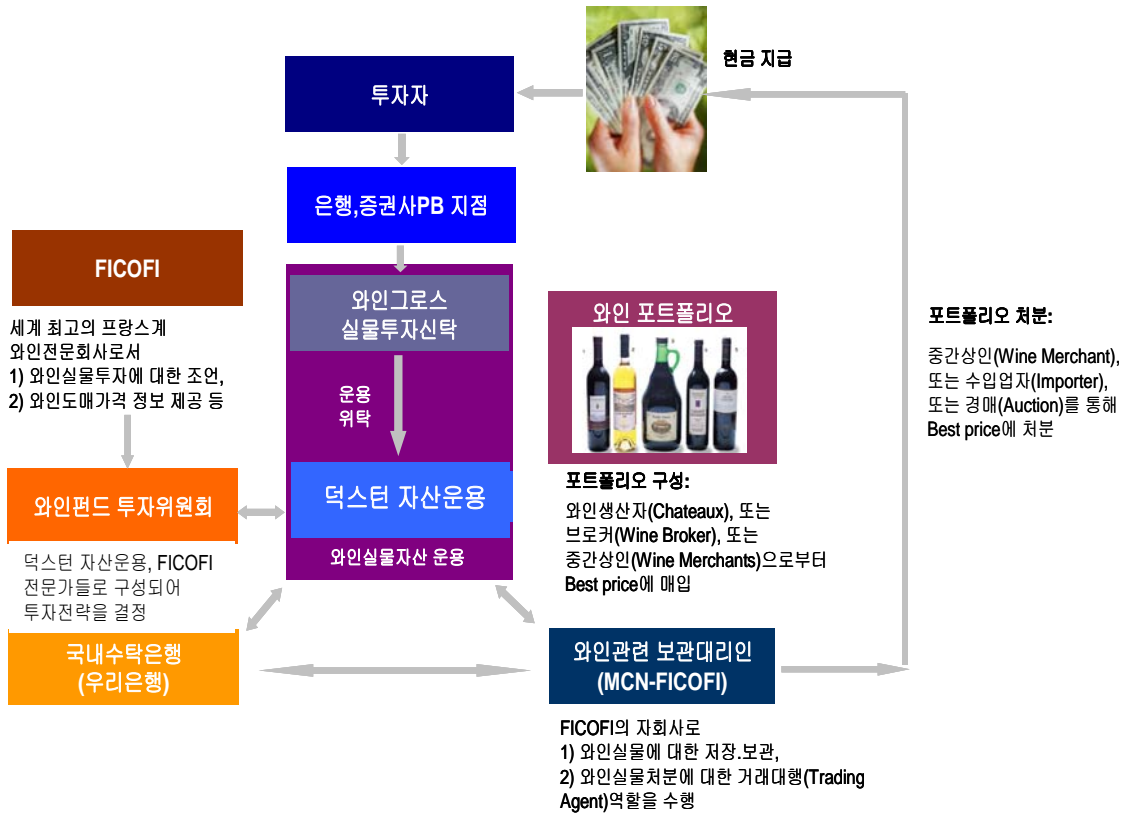 현금 지급
투자자
은행,증권사PB 지점
FICOFI
세계 최고의 프랑스계
와인전문회사로서
1) 와인실물투자에 대한 조언,
2) 와인도매가격 정보 제공 등
와인그로스
실물투자신탁
운용
위탁
덕스턴 자산운용
와인실물자산 운용
와인펀드 투자위원회
덕스턴 자산운용, FICOFI
전문가들로 구성되어
투자전략을 결정
국내수탁은행
(우리은행)
와인 포트폴리오
포트폴리오 구성:
와인생산자(Chateaux), 또는
브로커(Wine Broker), 또는
중간상인(Wine Merchants)으로부터
Best price에 매입
와인관련 보관대리인
(MCN-FICOFI)
FICOFI의 자회사로
1) 와인실물에 대한 저장.보관,
2) 와인실물처분에 대한 거래대행(Trading
Agent)역할을 수행
포트폴리오 처분:
중간상인(Wine Merchant),
또는 수입업자(Importer),
또는 경매(Auction)를 통해
Best price에 처분